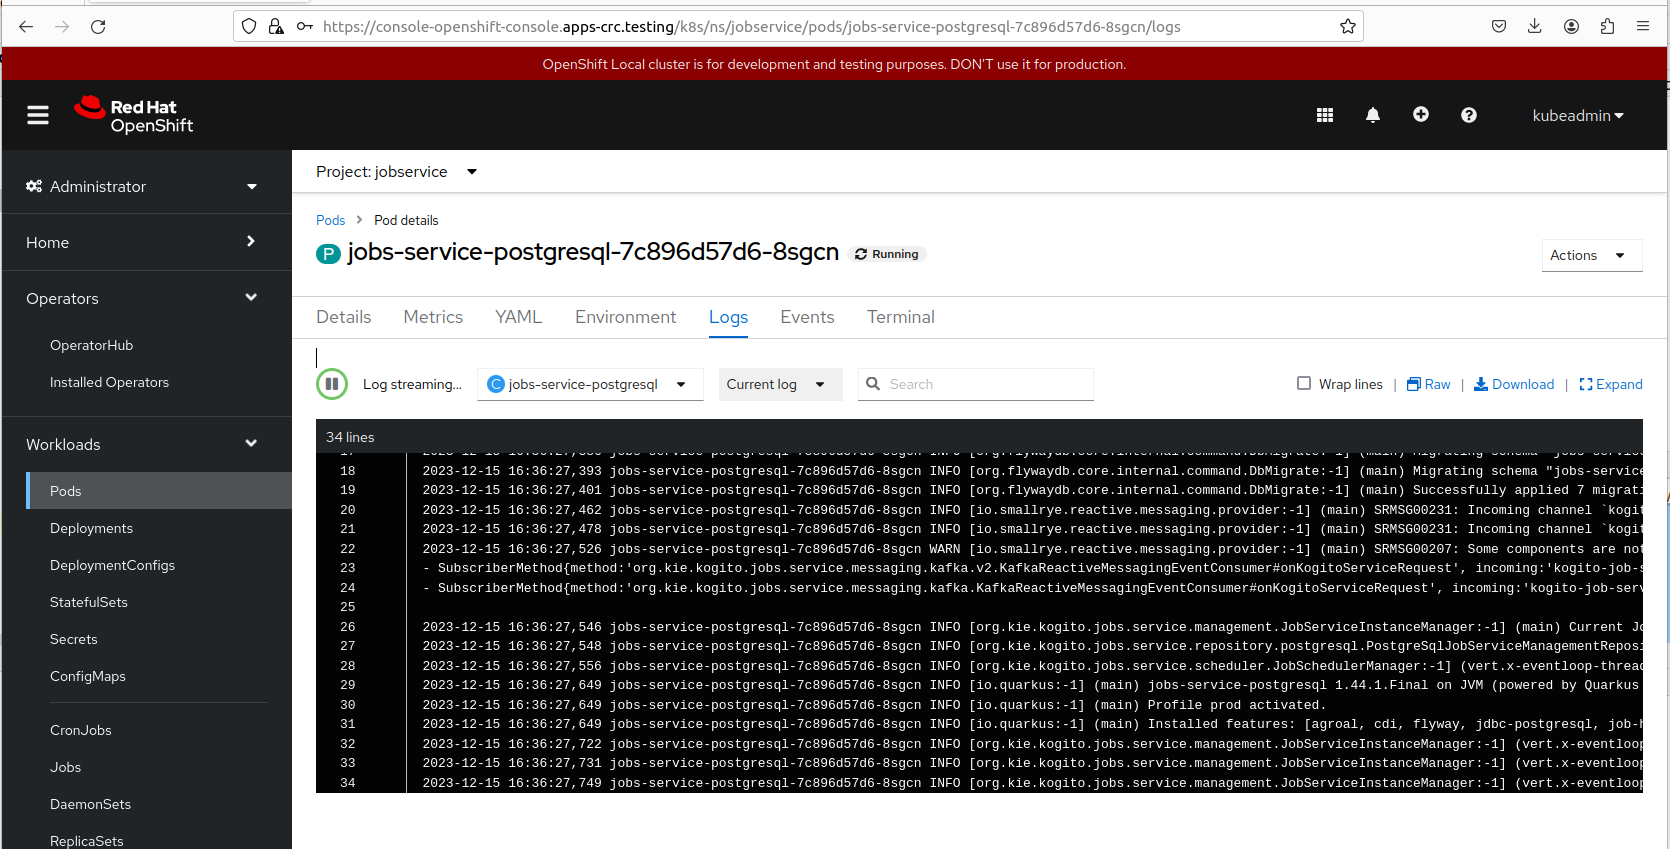 https://console-openshift-console.apps-crc.testing/k8s/ns/jobservice/pods/jobs-service-postgresql-7c896d57d6-8sgcn/logs
OpenShift Local cluster is for development and testing purposes. DON'T use it for production.
Red Hat
OpenShift
kubeadmin
Administrator
Home
Operators
OperatorHub
Installed Operators
Workloads
Pods
Deployments
DeploymentConfigs
StatefulSets
Secrets
ConfigMaps
CronJobs
Jobs
DaemonSets
ReplicaSets
Project: jobservice
Pods > Pod details
P jobs-service-postgresql-7c896d57d6-8sgcn Running
Actions
Details Metrics YAML Environment Logs Events Terminal
Log streaming... C jobs-service-postgresql Current log Search Wrap lines | Raw | Download | Expand
34 lines
18 2023-12-15 16:36:27,393 jobs-service-postgresql-7c896d57d6-8sgcn INFO [org.flywaydb.core.internal.command.DbMigrate:-1] (main) Migrating schema "jobs-service
19 2023-12-15 16:36:27,401 jobs-service-postgresql-7c896d57d6-8sgcn INFO [org.flywaydb.core.internal.command.DbMigrate:-1] (main) Successfully applied 7 migrati
20 2023-12-15 16:36:27,462 jobs-service-postgresql-7c896d57d6-8sgcn INFO [io.smallrye.reactive.messaging.provider:-1] (main) SRMSG00231: Incoming channel `kogit
21 2023-12-15 16:36:27,478 jobs-service-postgresql-7c896d57d6-8sgcn INFO [io.smallrye.reactive.messaging.provider:-1] (main) SRMSG00231: Incoming channel `kogit
22 2023-12-15 16:36:27,526 jobs-service-postgresql-7c896d57d6-8sgcn WARN [io.smallrye.reactive.messaging.provider:-1] (main) SRMSG00207: Some components are not
23 - SubscriberMethod{method:'org.kie.kogito.jobs.service.messaging.kafka.v2.KafkaReactiveMessagingEventConsumer#onKogitoServiceRequest', incoming:'kogito-job-s
24 - SubscriberMethod{method:'org.kie.kogito.jobs.service.messaging.kafka.KafkaReactiveMessagingEventConsumer#onKogitoServiceRequest', incoming:'kogito-job-serv
25
26 2023-12-15 16:36:27,546 jobs-service-postgresql-7c896d57d6-8sgcn INFO [org.kie.kogito.jobs.service.management.JobServiceInstanceManager:-1] (main) Current Jo
27 2023-12-15 16:36:27,548 jobs-service-postgresql-7c896d57d6-8sgcn INFO [org.kie.kogito.jobs.service.repository.postgresql.PostgreSqlJobServiceManagementReposi
28 2023-12-15 16:36:27,556 jobs-service-postgresql-7c896d57d6-8sgcn INFO [org.kie.kogito.jobs.service.scheduler.JobSchedulerManager:-1] (vert.x-eventloop-thread
29 2023-12-15 16:36:27,649 jobs-service-postgresql-7c896d57d6-8sgcn INFO [io.quarkus:-1] (main) jobs-service-postgresql 1.44.1.Final on JVM (powered by Quarkus
30 2023-12-15 16:36:27,649 jobs-service-postgresql-7c896d57d6-8sgcn INFO [io.quarkus:-1] (main) Profile prod activated.
31 2023-12-15 16:36:27,649 jobs-service-postgresql-7c896d57d6-8sgcn INFO [io.quarkus:-1] (main) Installed features: [agroal, cdi, flyway, jdbc-postgresql, job-h
32 2023-12-15 16:36:27,722 jobs-service-postgresql-7c896d57d6-8sgcn INFO [org.kie.kogito.jobs.service.management.JobServiceInstanceManager:-1] (vert.x-eventloop
33 2023-12-15 16:36:27,731 jobs-service-postgresql-7c896d57d6-8sgcn INFO [org.kie.kogito.jobs.service.management.JobServiceInstanceManager:-1] (vert.x-eventloop
34 2023-12-15 16:36:27,749 jobs-service-postgresql-7c896d57d6-8sgcn INFO [org.kie.kogito.jobs.service.management.JobServiceInstanceManager:-1] (vert.x-eventloop